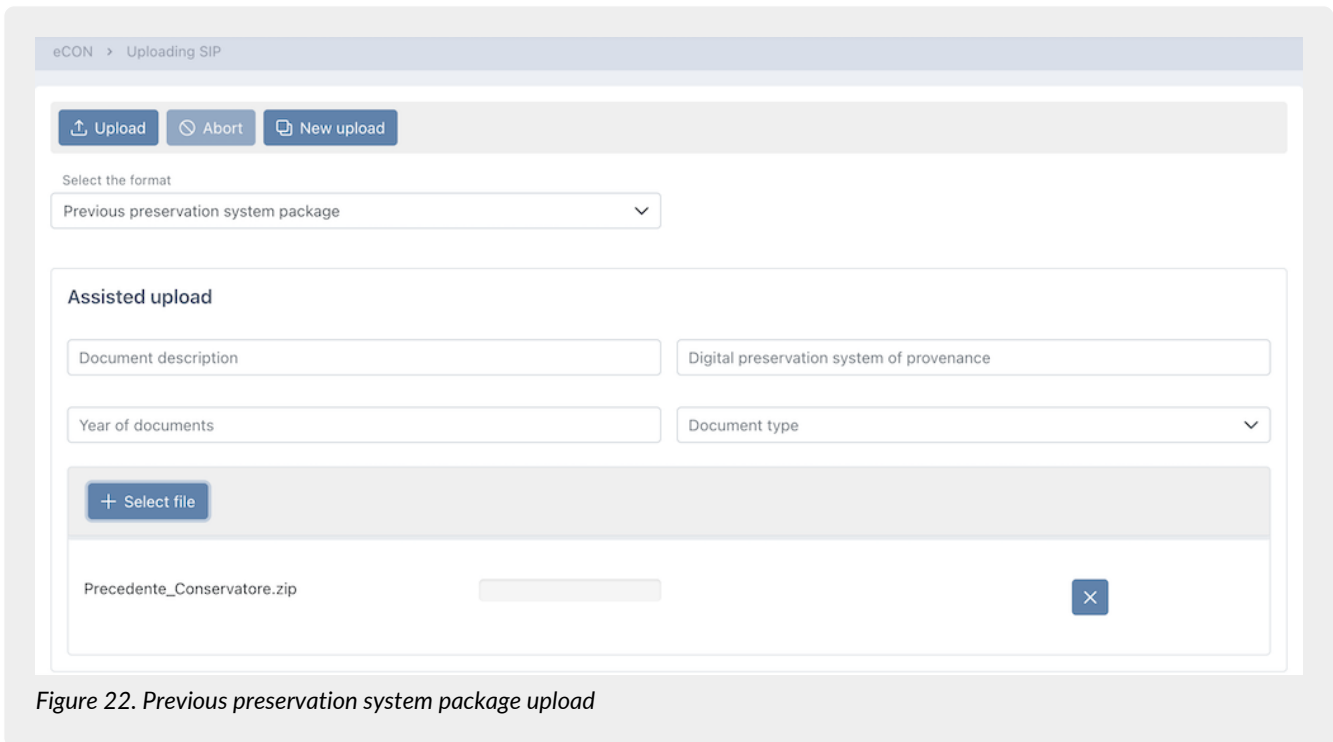 eCON > Uploading SIP
Upload Abort New upload
Select the format
Previous preservation system package
Assisted upload
Document description Digital preservation system of provenance
Year of documents Document type
+ Select file
Precedente_Conservatore.zip
Figure 22. Previous preservation system package upload